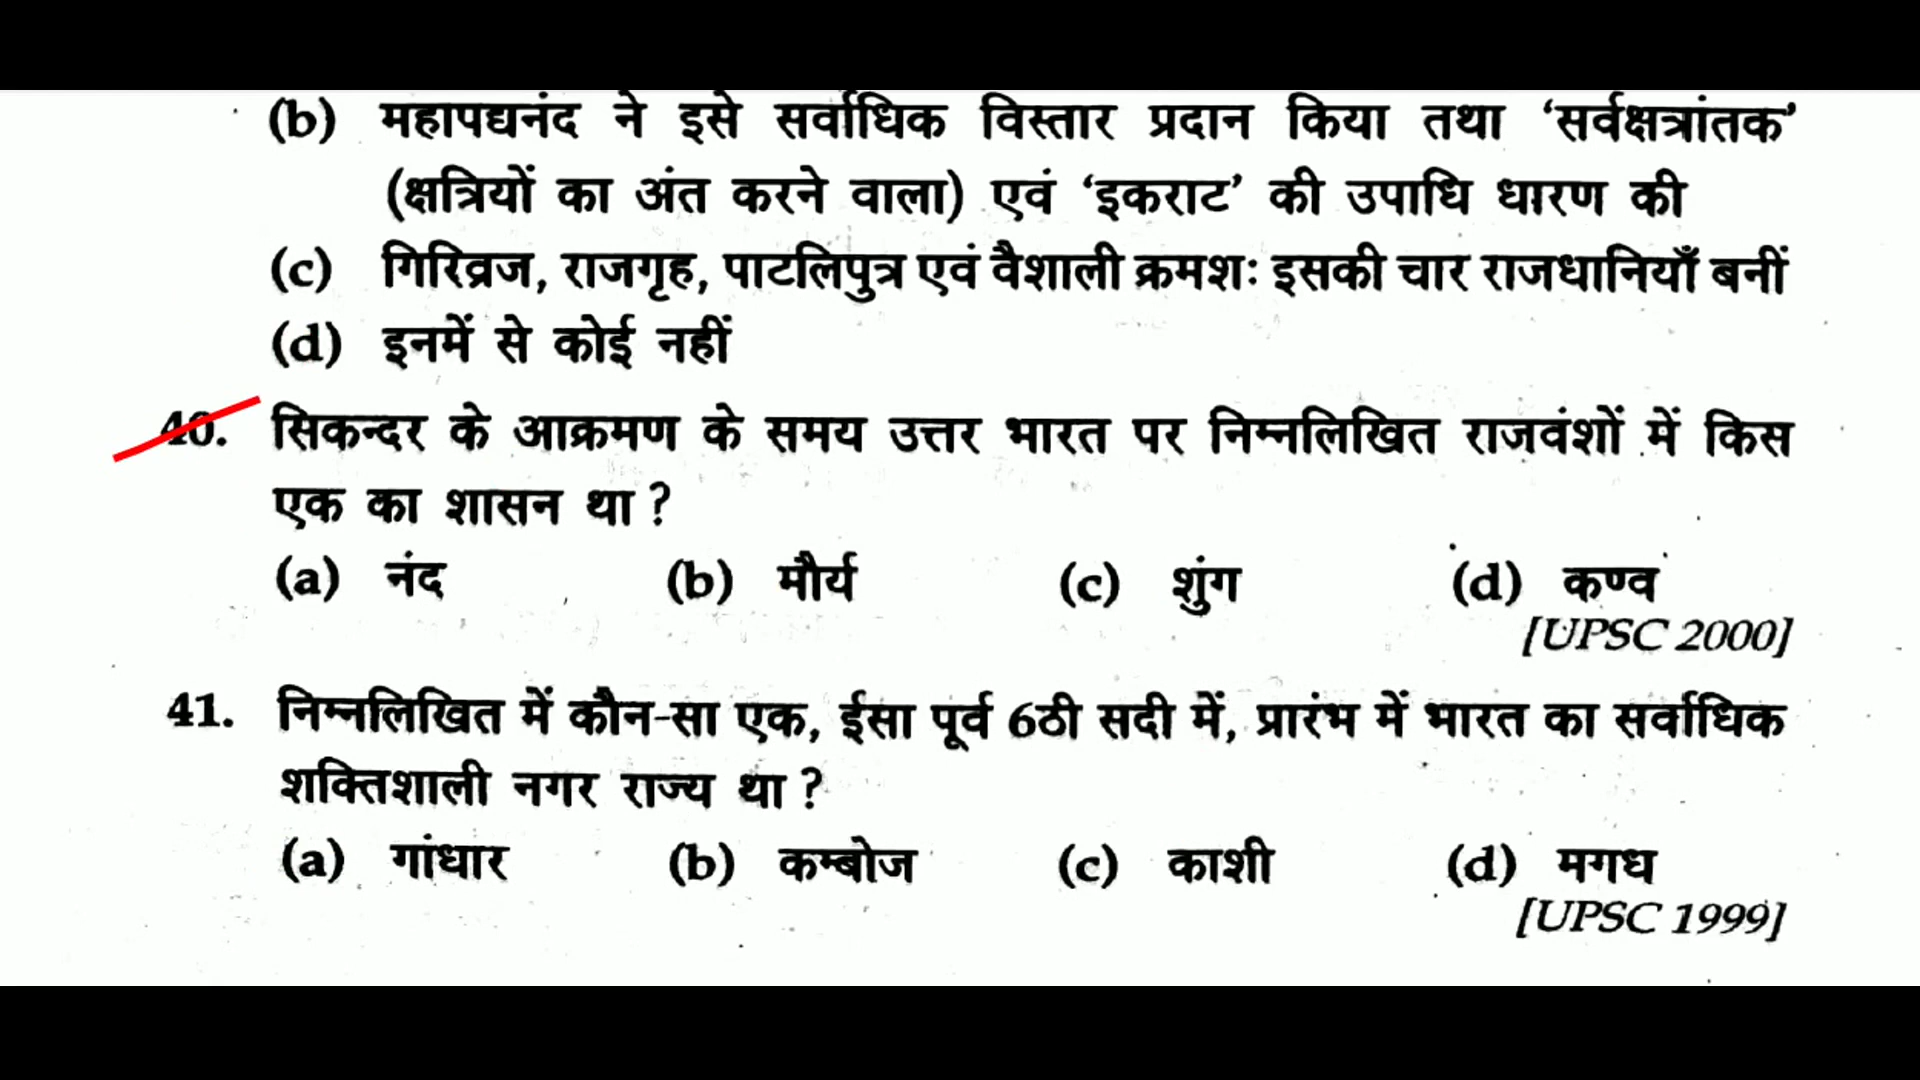 (b) महापद्यनंद ने इसे सर्वाधिक विस्तार प्रदान किया तथा ‘सर्वक्षत्रांतक’
(क्षत्रियों का अंत करने वाला) एवं ‘इकराट’ की उपाधि धारण की
(c) गिरिव्रज, राजगृह, पाटलिपुत्र एवं वैशाली क्रमशः इसकी चार राजधानियाँ बनीं
(d) इनमें से कोई नहीं
40. सिकन्दर के आक्रमण के समय उत्तर भारत पर निम्नलिखित राजवंशों में किस
एक का शासन था ?
(a) नंद (b) मौर्य (c) शुंग (d) कण्व
[UPSC 2000]
41. निम्नलिखित में कौन-सा एक, ईसा पूर्व 6ठी सदी में, प्रारंभ में भारत का सर्वाधिक
शक्तिशाली नगर राज्य था ?
(a) गांधार (b) कम्बोज (c) काशी (d) मगध
[UPSC 1999]